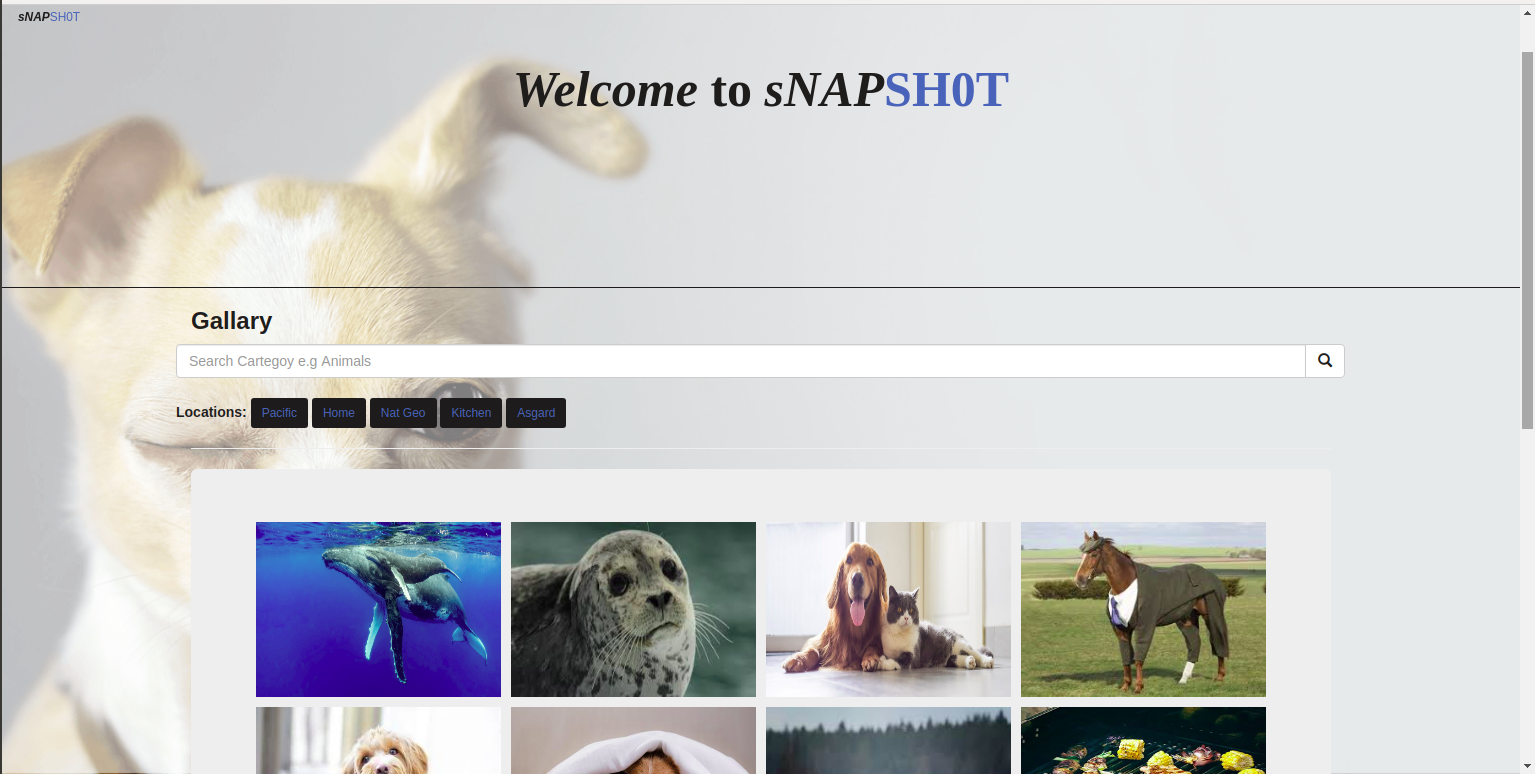 sNAPSH0T
Welcome to sNAPSH0T
Gallary
Search Cartegoy e.g Animals
Locations: Pacific Home Nat Geo Kitchen Asgard